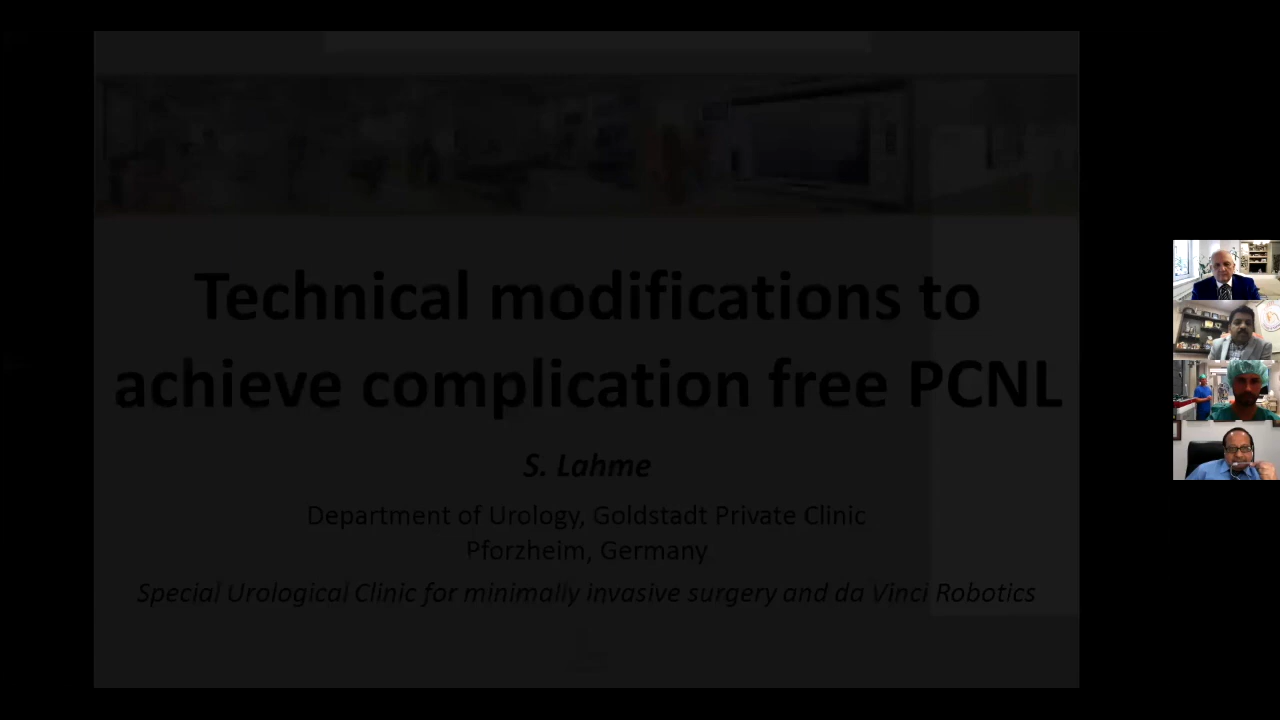 Technical modifications to
achieve complication free PCNL
S. Lahme
Department of Urology, Goldstadt Private Clinic
Pforzheim, Germany
Special Urological Clinic for minimally invasive surgery and da Vinci Robotics